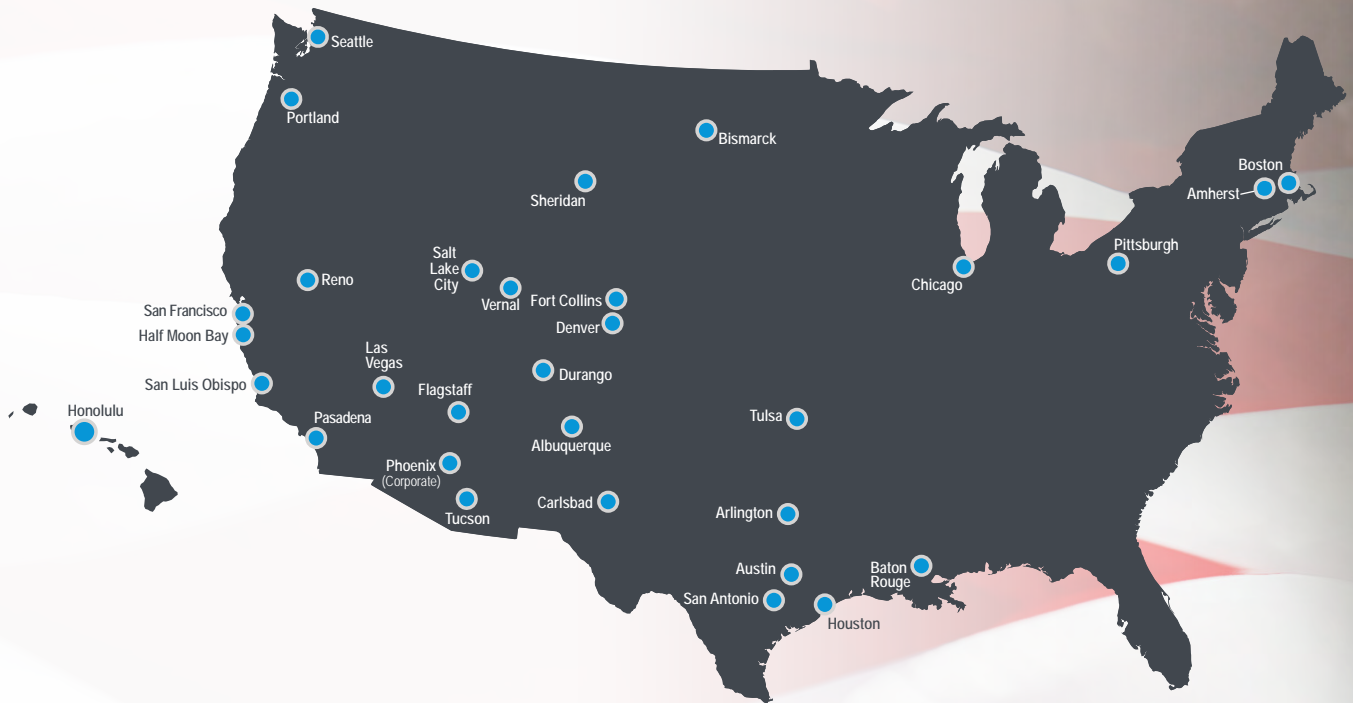 Seattle
Portland
Bismarck
Sheridan
Boston
Amherst
Pittsburgh
Chicago
Salt
Lake
City
Vernal
Reno
Fort Collins
Denver
San Francisco
Half Moon Bay
San Luis Obispo
Las
Vegas
Flagstaff
Durango
Honolulu
Pasadena
Albuquerque
Tulsa
Phoenix
(Corporate)
Tucson
Carlsbad
Arlington
Austin
San Antonio
Houston
Baton
Rouge